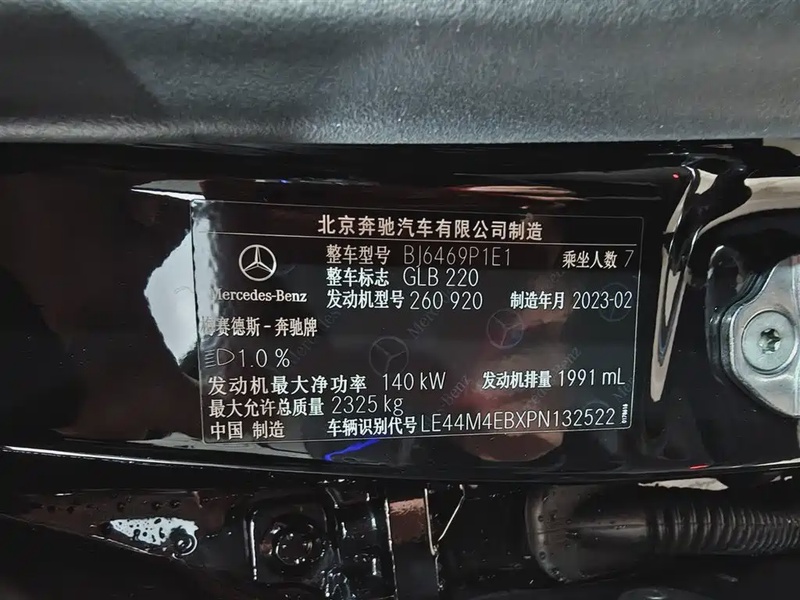 北京奔驰汽车有限公司制造
整车型号 BJ6469P1E1 乘坐人数 7
整车标志 GLB 220
Mercedes-Benz
发动机型号 260 920 制造年月 2023-02
梅赛德斯-奔驰牌
1.0 %
发动机最大净功率 140 kW 发动机排量 1991 mL
最大允许总质量 2325 kg
中国 制造 车辆识别代号 LE44M4EBXPN132522